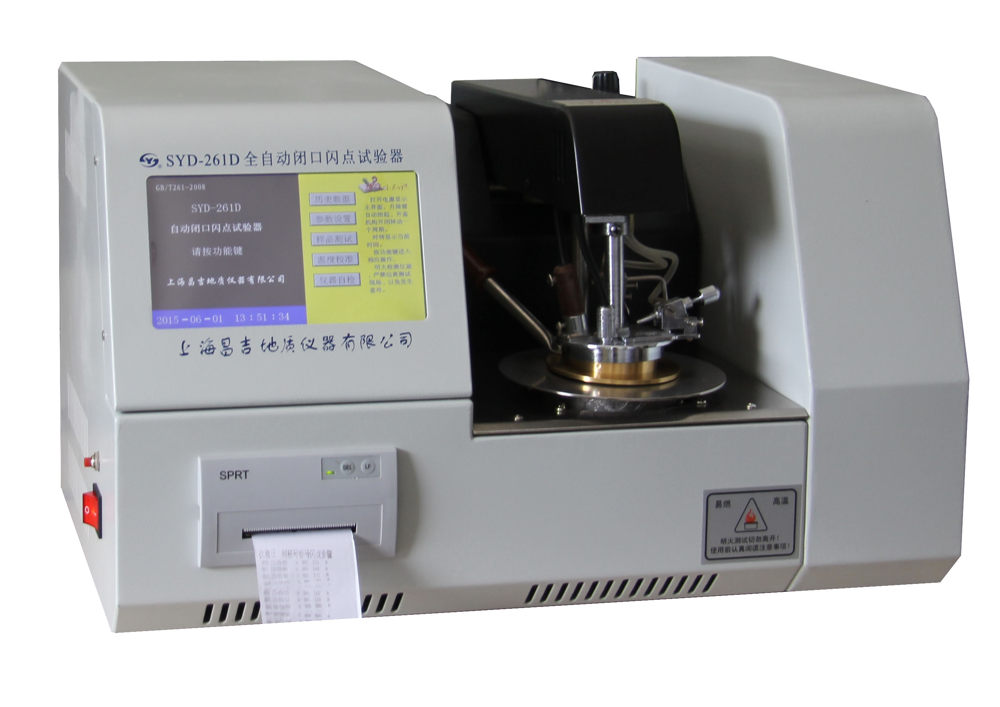 SYD-261D 全自动闭口闪点试验器
GB/T261-2008
SYD-261D
自动闭口闪点试验器
请按功能键
上海昌吉地质仪器有限公司
2015-06-01 13:51:34
历史数据
参数设置
样品测试
温度校准
仪器自检
小知识
打开电源显示
主界面。升降臂
自动抬起，开盖
机构开闭转动一
个周期。
时钟显示当前
时间。
按功能键进入
相应操作。
明火检测仪器
，严禁远离测试
现场，以免发生
意外。
上海昌吉地质仪器有限公司
SPRT
SEL
LF
易燃
高温
明火测试切勿离开！
使用前认真阅读注意事项！